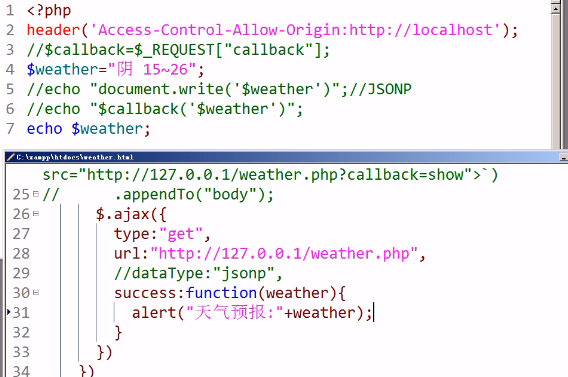 1 <?php
2 header('Access-Control-Allow-Origin:http://localhost');
3 //$callback=$_REQUEST["callback"];
4 $weather="阴 15~26";
5 //echo "document.write('$weather')";//JSONP
6 //echo "$callback('$weather')";
7 echo $weather;
C:\xampp\htdocs\weather.html
src="http://127.0.0.1/weather.php?callback=show">`)
25 // .appendTo("body");
26 $.ajax({
27 type:"get",
28 url:"http://127.0.0.1/weather.php",
29 //dataType:"jsonp",
30 success:function(weather){
31 alert("天气预报:"+weather);
32 }
33 })
34 })